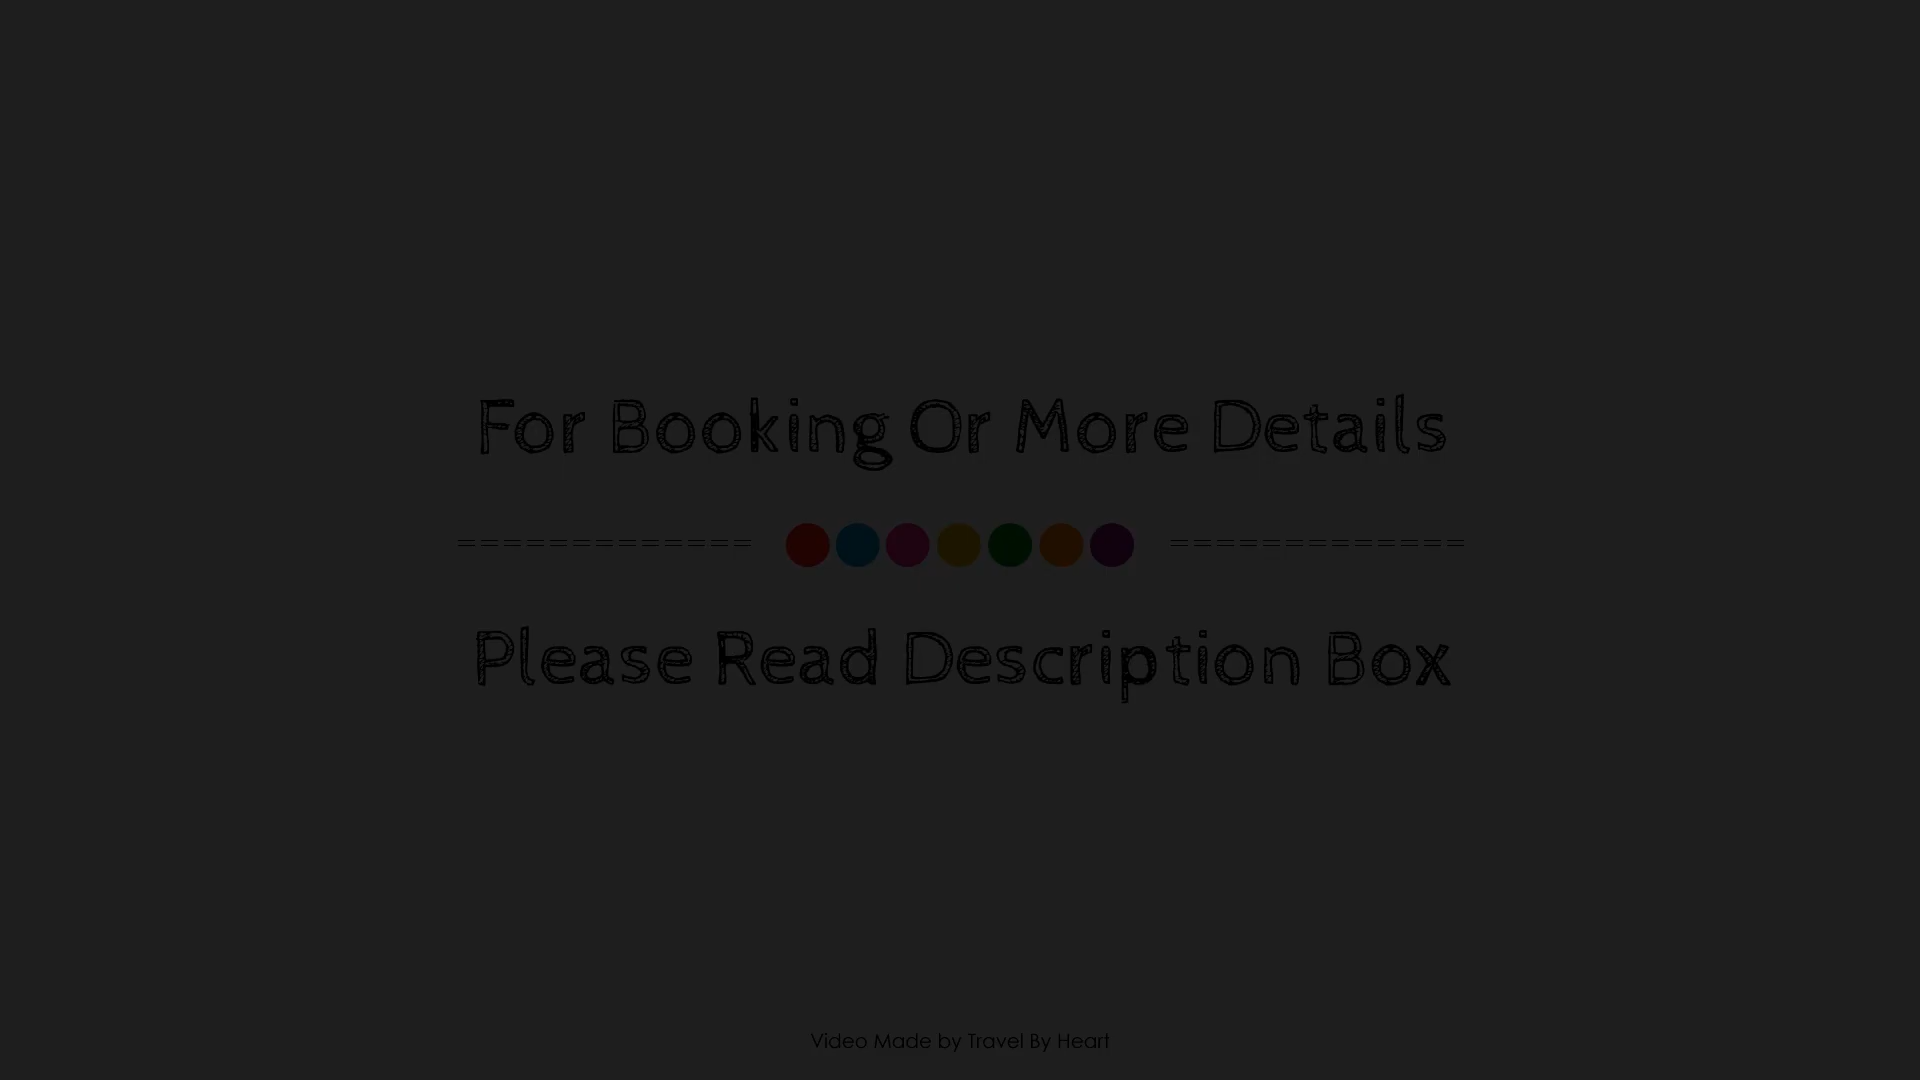 For Booking Or More Details
============= =============
Please Read Description Box
Video Made by Travel By Heart